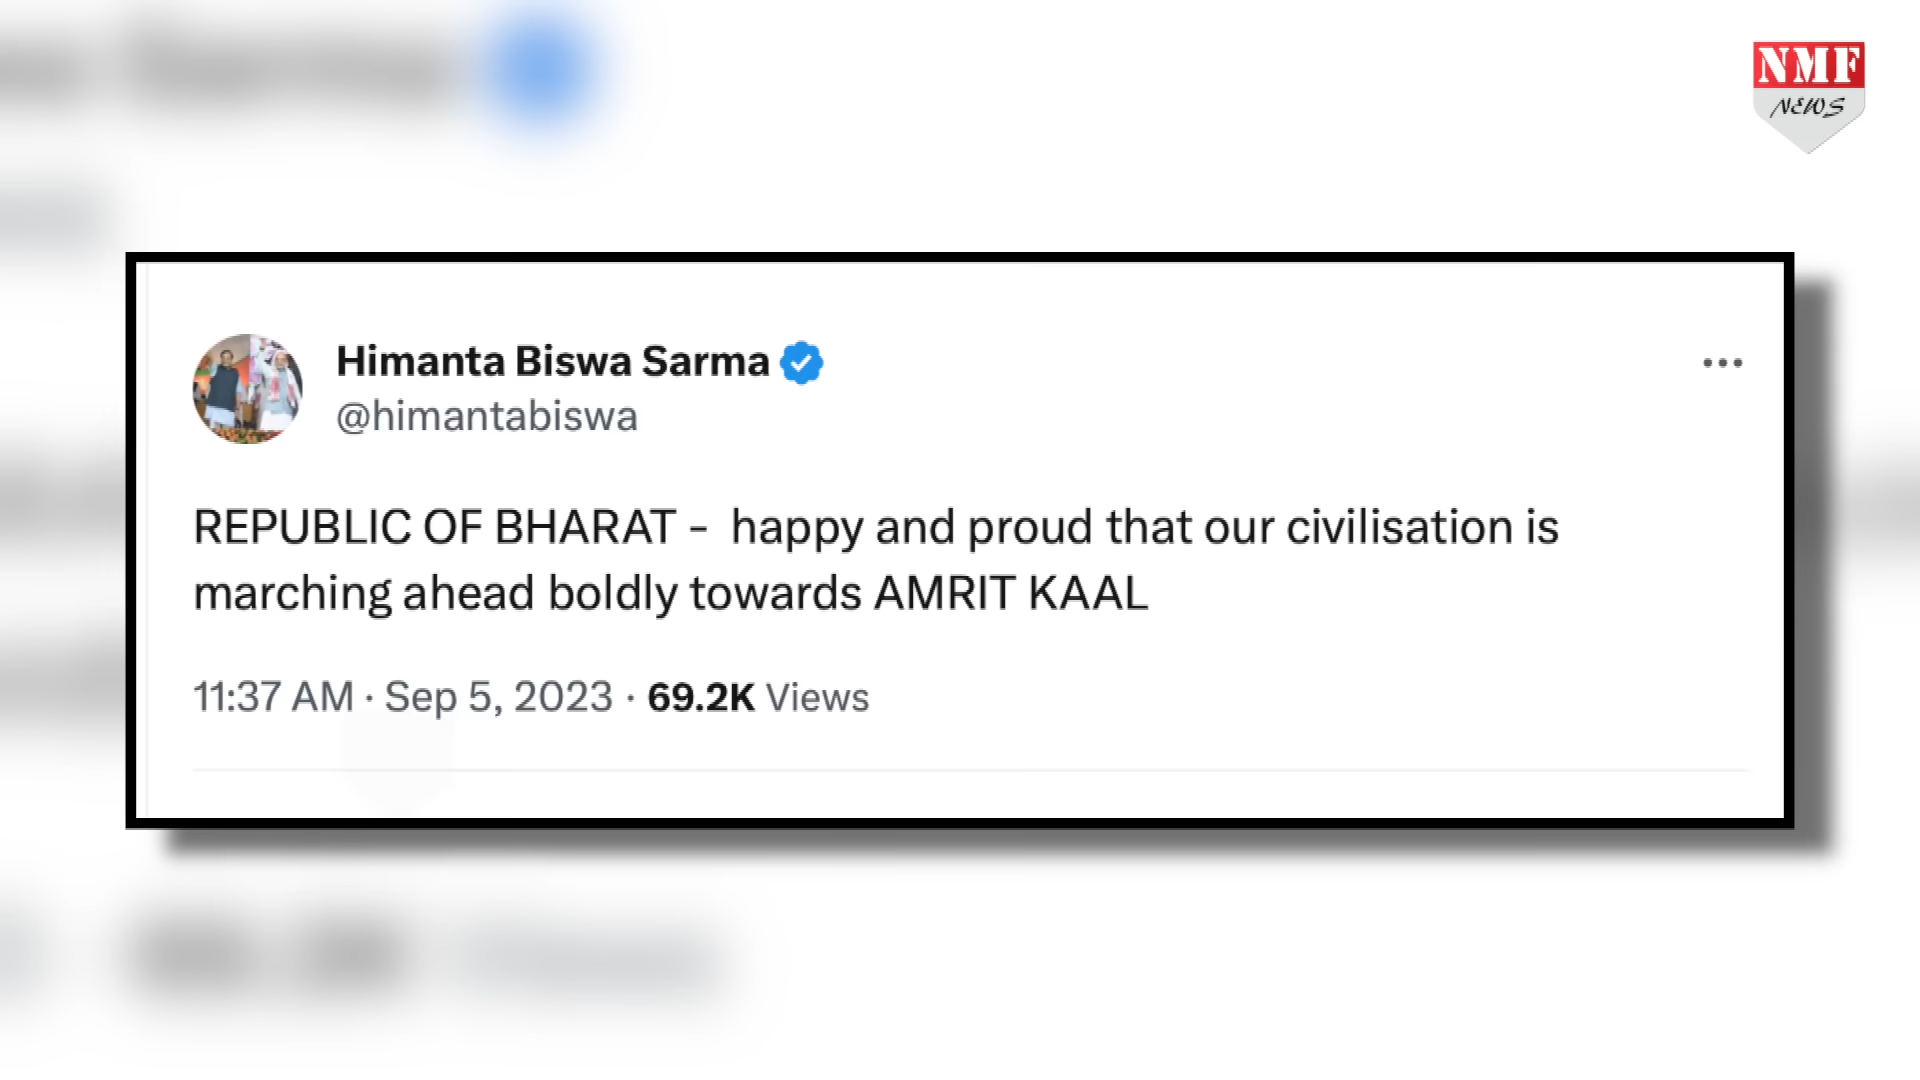 NMF
NEWS
Himanta Biswa Sarma
@himantabiswa
REPUBLIC OF BHARAT - happy and proud that our civilisation is
marching ahead boldly towards AMRIT KAAL
11:37 AM · Sep 5, 2023 · 69.2K Views